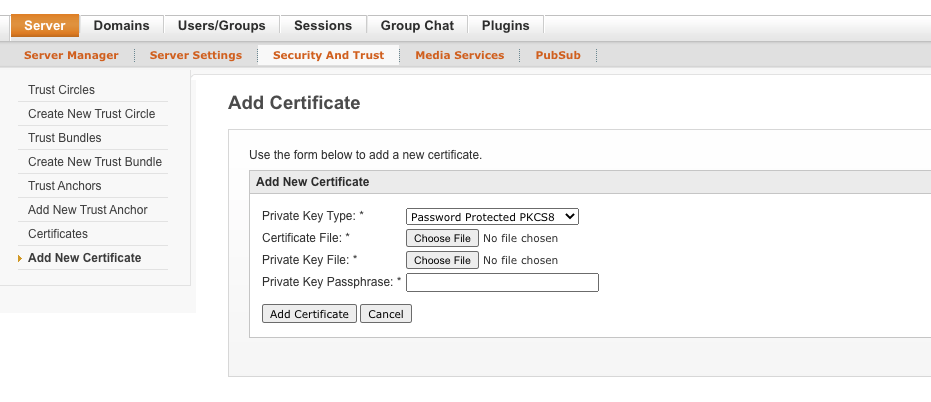 Server Domains Users/Groups Sessions Group Chat Plugins
Server Manager Server Settings Security And Trust Media Services PubSub
Trust Circles
Create New Trust Circle
Trust Bundles
Create New Trust Bundle
Trust Anchors
Add New Trust Anchor
Certificates
Add New Certificate
Add Certificate
Use the form below to add a new certificate.
Add New Certificate
Private Key Type: * Password Protected PKCS8
Certificate File: * Choose File No file chosen
Private Key File: * Choose File No file chosen
Private Key Passphrase: *
Add Certificate Cancel